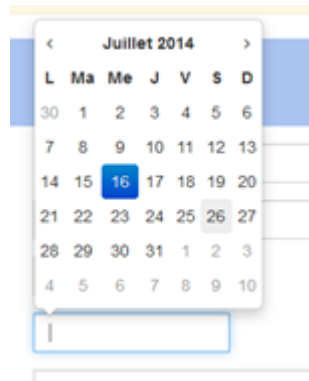 ‹ Juillet 2014 ›
L Ma Me J V S D
30 1 2 3 4 5 6
7 8 9 10 11 12 13
14 15 16 17 18 19 20
21 22 23 24 25 26 27
28 29 30 31 1 2 3
4 5 6 7 8 9 10